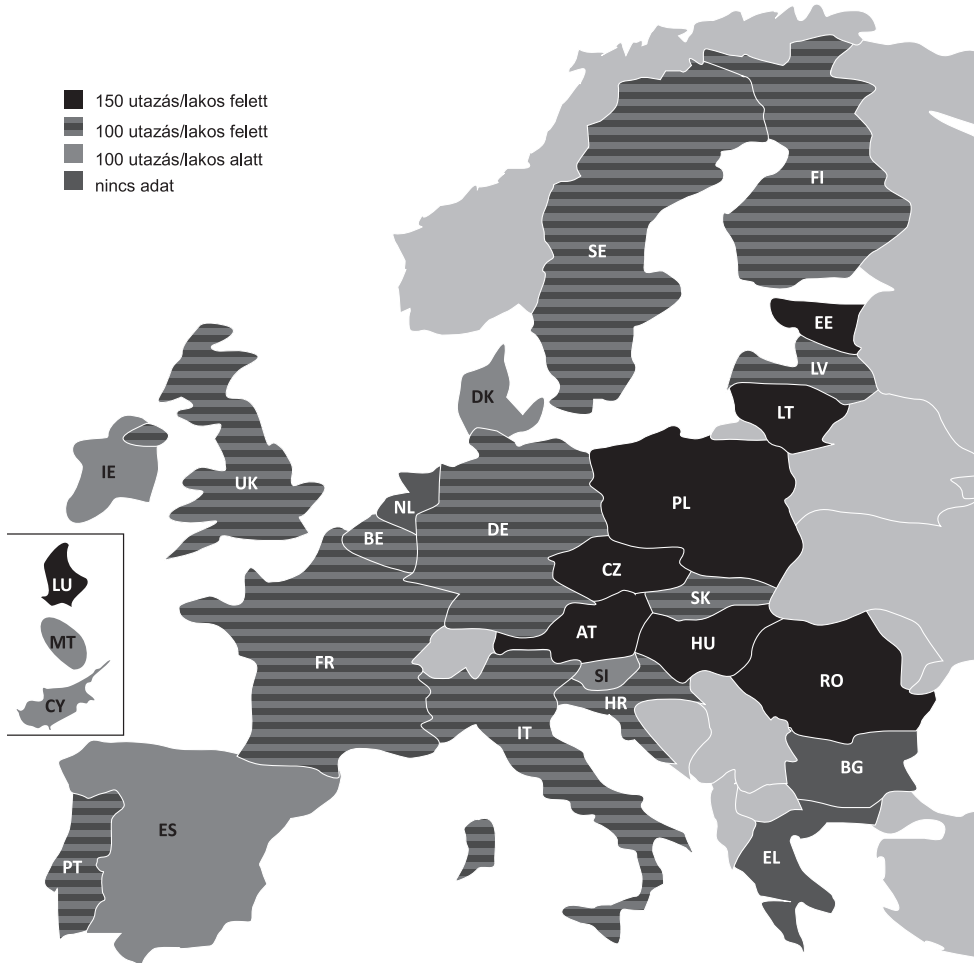 150 utazás/lakos felett
100 utazás/lakos felett
100 utazás/lakos alatt
nincs adat
FI
SE
EE
LV
DK
LT
IE
UK
NL
PL
DE
BE
CZ
LU
SK
AT
HU
MT
FR
SI
RO
CY
HR
IT
BG
ES
EL
PT